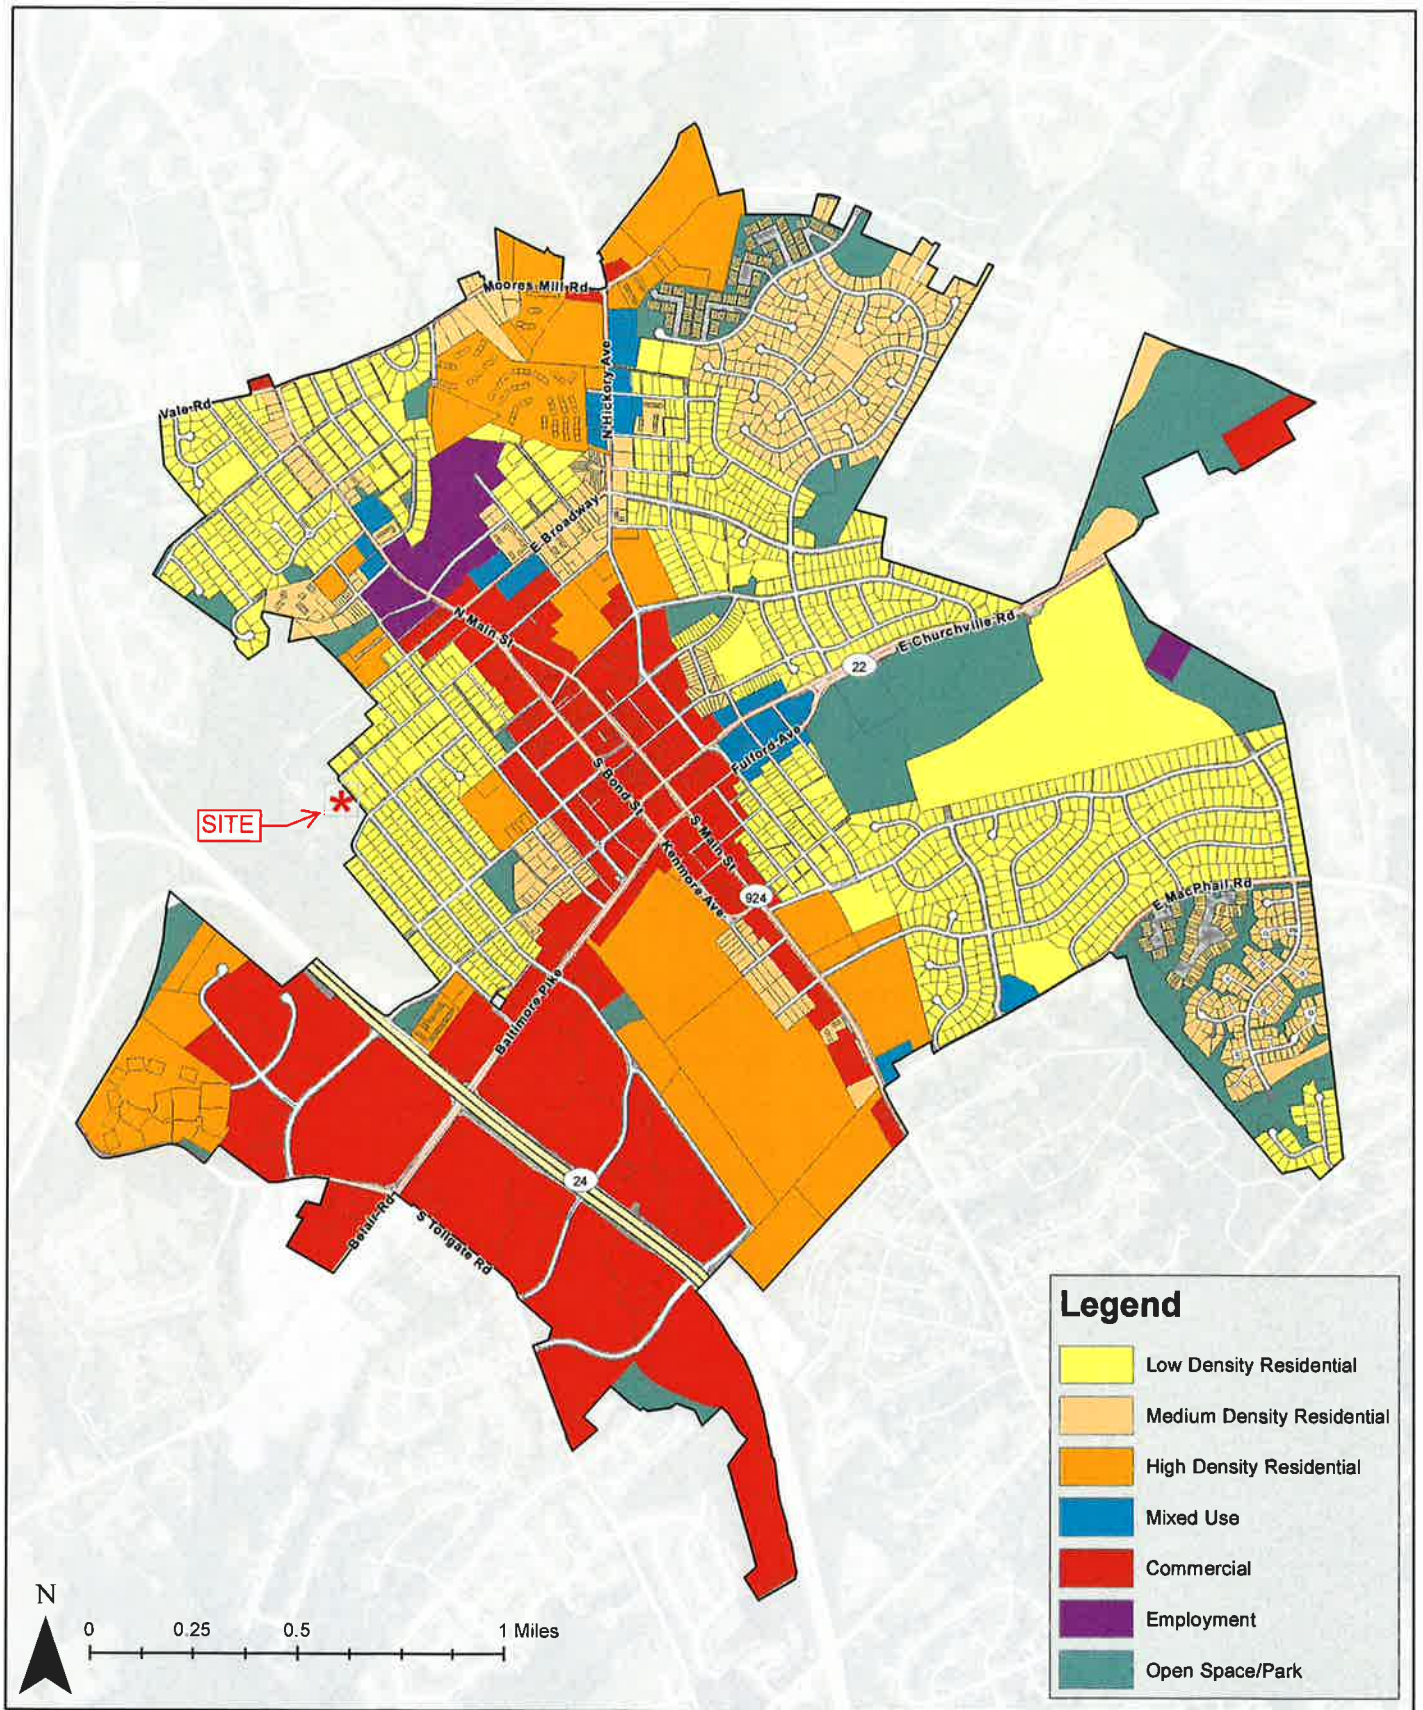 Moores Mill Rd
Vale Rd
N Hickory Ave
E Broadway
N Main St
E Churchville Rd
22
Fulford Ave
S Bond St
SITE
*
S Main St
Kenmore Ave
924
E MacPhail Rd
Baltimore Pike
24
Belair Rd
S Tollgate Rd
Legend
Low Density Residential
Medium Density Residential
High Density Residential
Mixed Use
Commercial
Employment
Open Space/Park
N
0 0.25 0.5 1 Miles